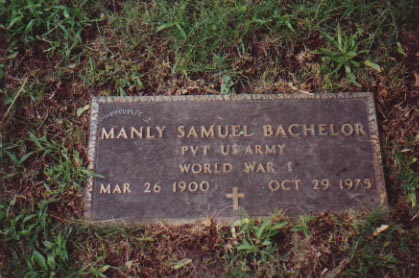 MANLY SAMUEL BACHELOR
PVT US ARMY
WORLD WAR I
MAR 26 1900 OCT 29 1975